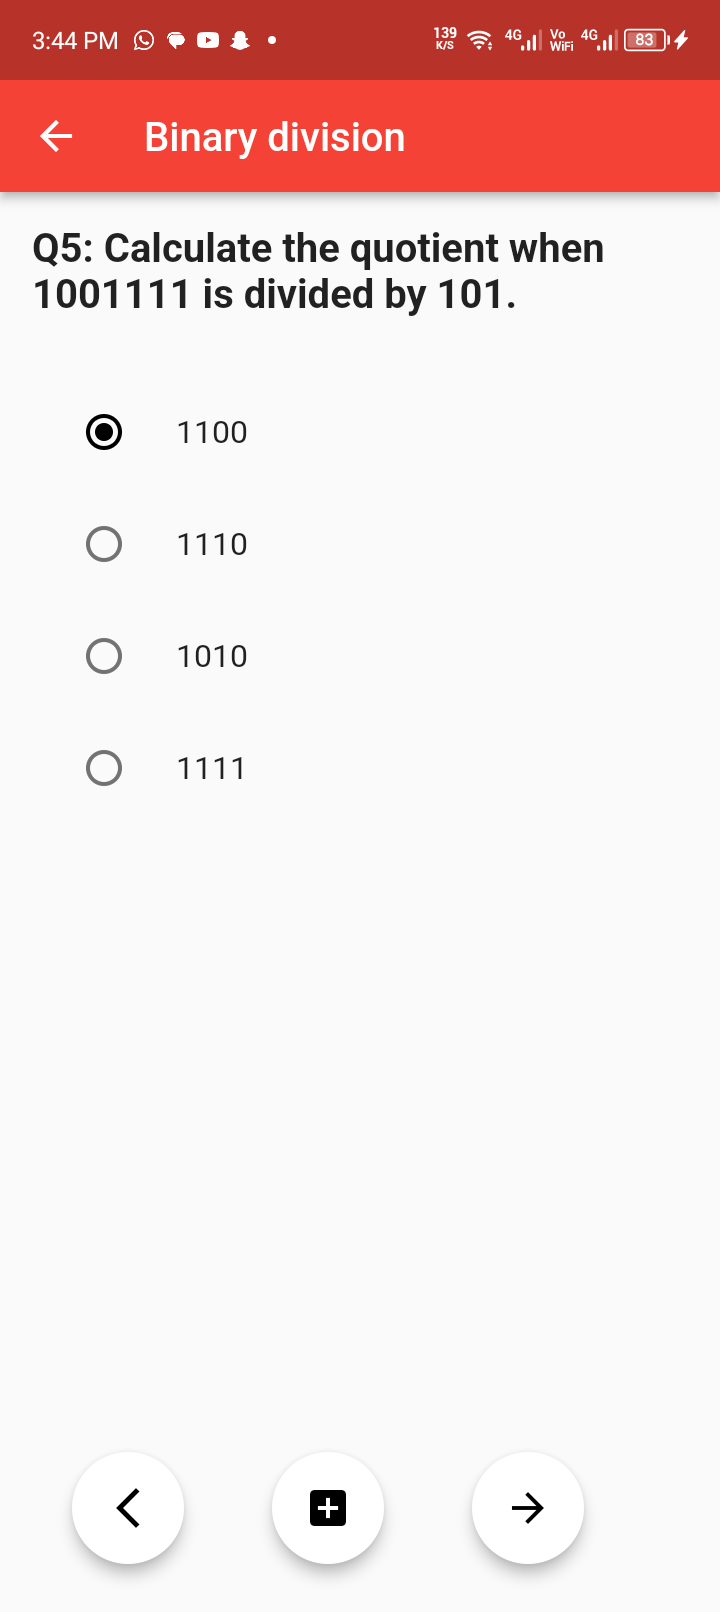 3:44 PM
139
K/S
4G
Vo
WiFi
4G
83
Binary division
Q5: Calculate the quotient when
1001111 is divided by 101.
1100
1110
1010
1111